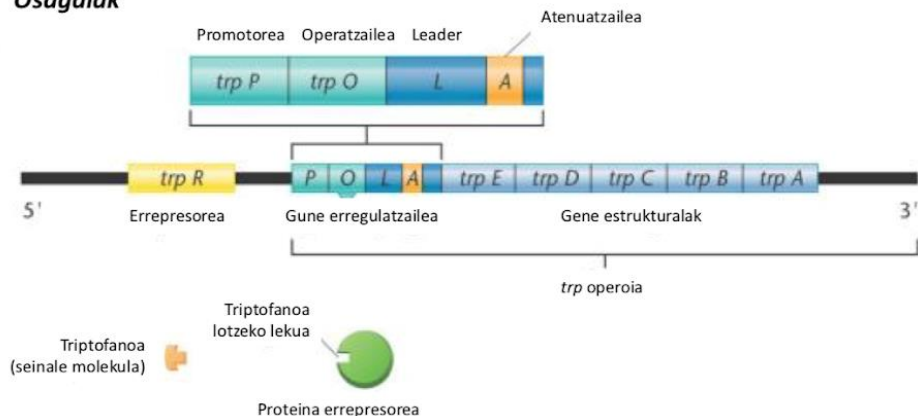 Osagaiak
Atenuatzailea
Promotorea Operatzailea Leader
trp P trp O L A
trp R P O L A trp E trp D trp C trp B trp A
5' 3'
Errepresorea Gune erregulatzailea Gene estrukturalak
trp operoia
Triptofanoa
lotzeko lekua
Triptofanoa
(seinale molekula)
Proteina errepresorea